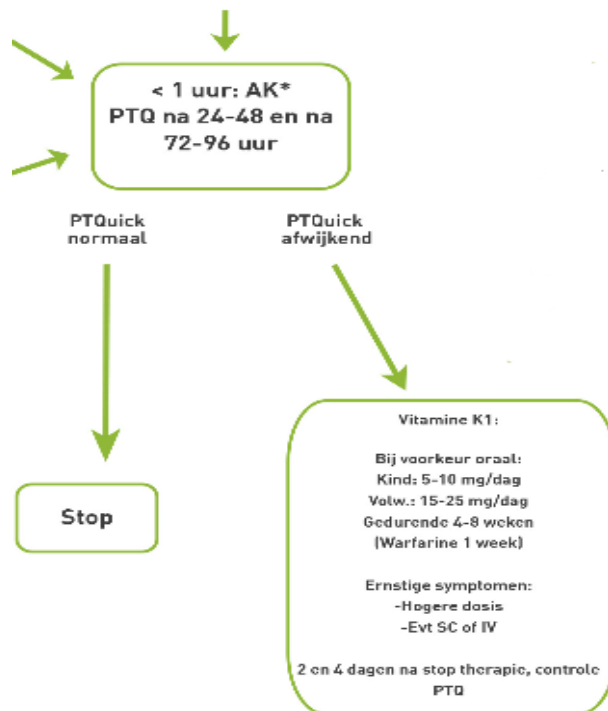 < 1 uur: AK*
PTQ na 24-48 en na
72-96 uur
PTQuick
normaal
PTQuick
afwijkend
Stop
Vitamine K1:
Bij voorkeur oraal:
Kind: 5-10 mg/dag
Volw.: 15-25 mg/dag
Gedurende 4-8 weken
(Warfarine 1 week)
Ernstige symptomen:
-Hogere dosis
-Evt SC of IV
2 en 4 dagen na stop therapie, controle
PTQ